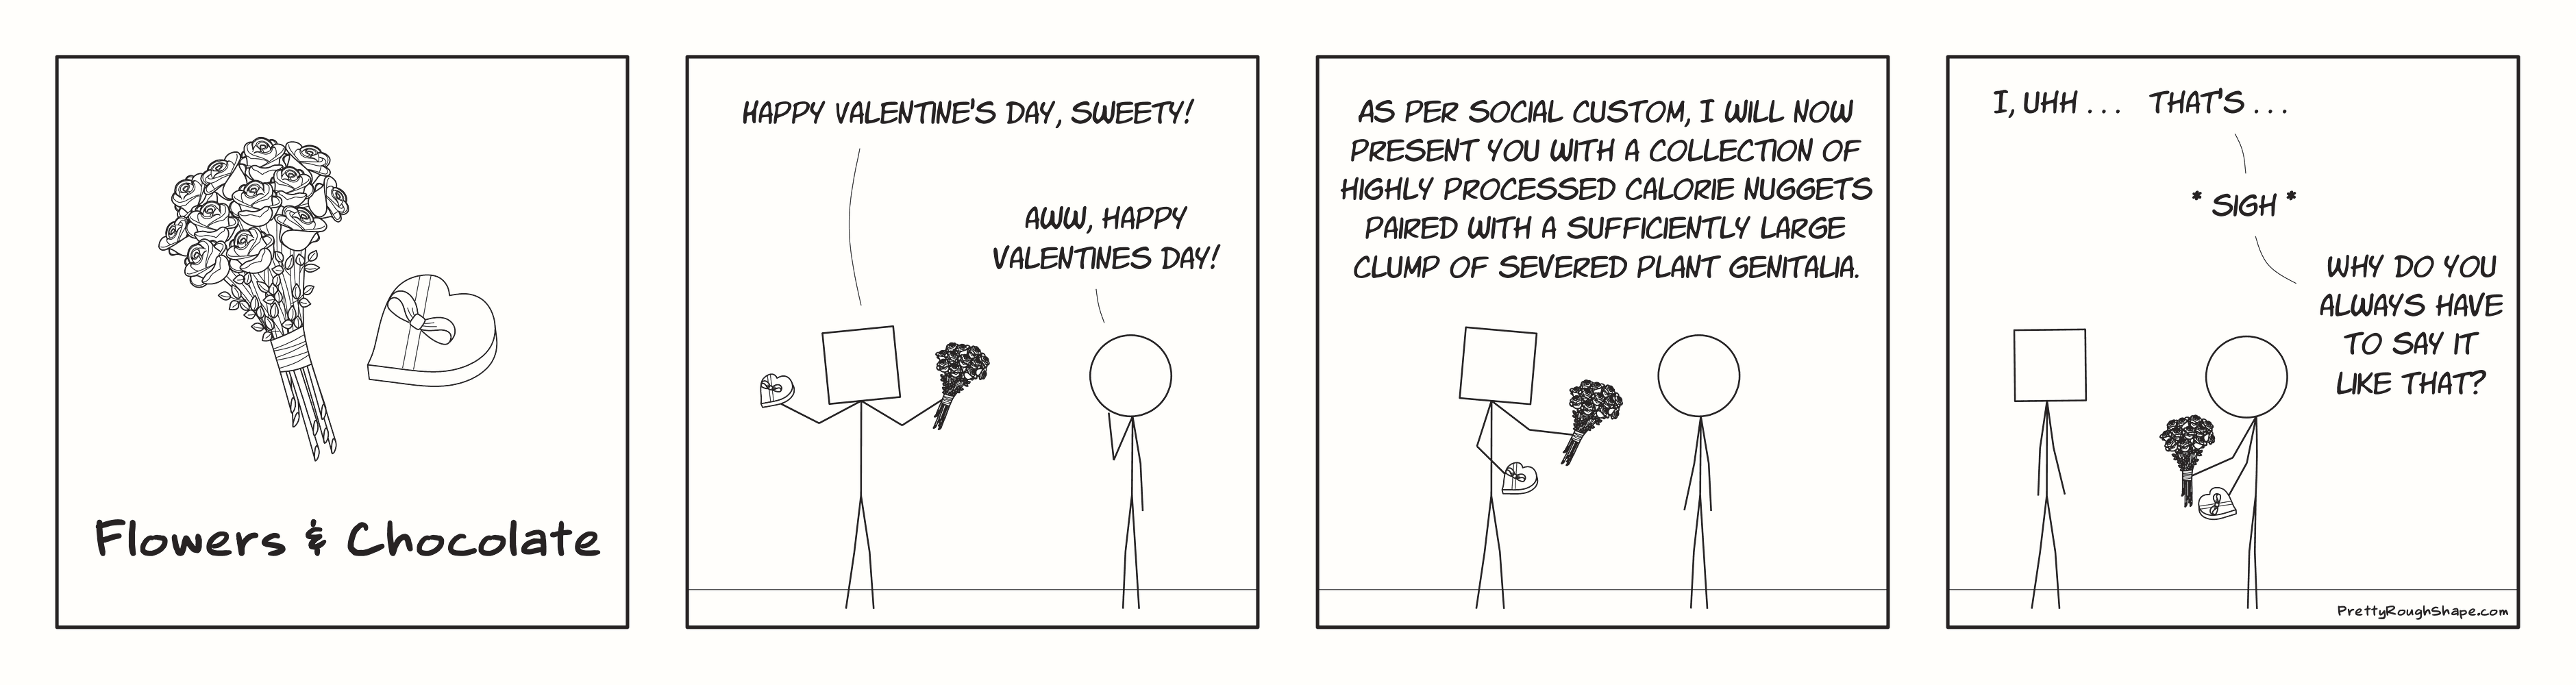 Flowers & Chocolate
HAPPY VALENTINE'S DAY, SWEETY!
AWW, HAPPY
VALENTINES DAY!
AS PER SOCIAL CUSTOM, I WILL NOW
PRESENT YOU WITH A COLLECTION OF
HIGHLY PROCESSED CALORIE NUGGETS
PAIRED WITH A SUFFICIENTLY LARGE
CLUMP OF SEVERED PLANT GENITALIA.
I, UHH ... THAT'S ...
* SIGH *
WHY DO YOU
ALWAYS HAVE
TO SAY IT
LIKE THAT?
PrettyRoughShape.com